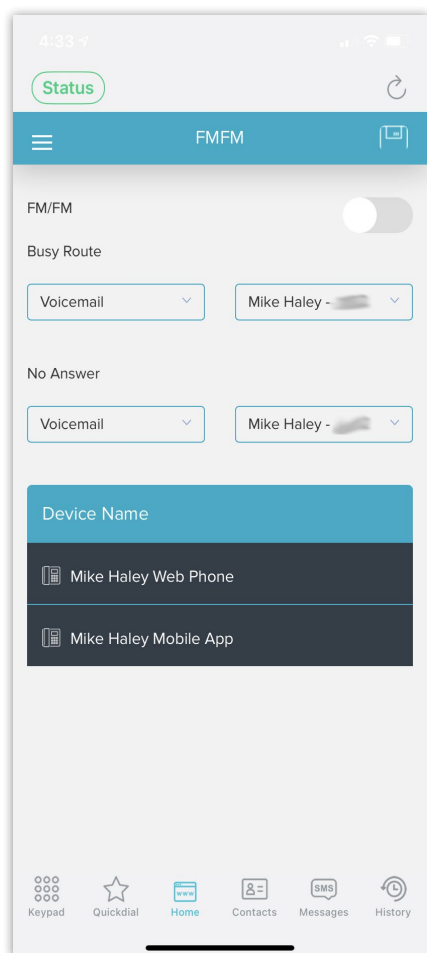 4:33
Status
FMFM
FM/FM
Busy Route
Voicemail Mike Haley -
No Answer
Voicemail Mike Haley -
Device Name
Mike Haley Web Phone
Mike Haley Mobile App
www SMS
Keypad Quickdial Home Contacts Messages History